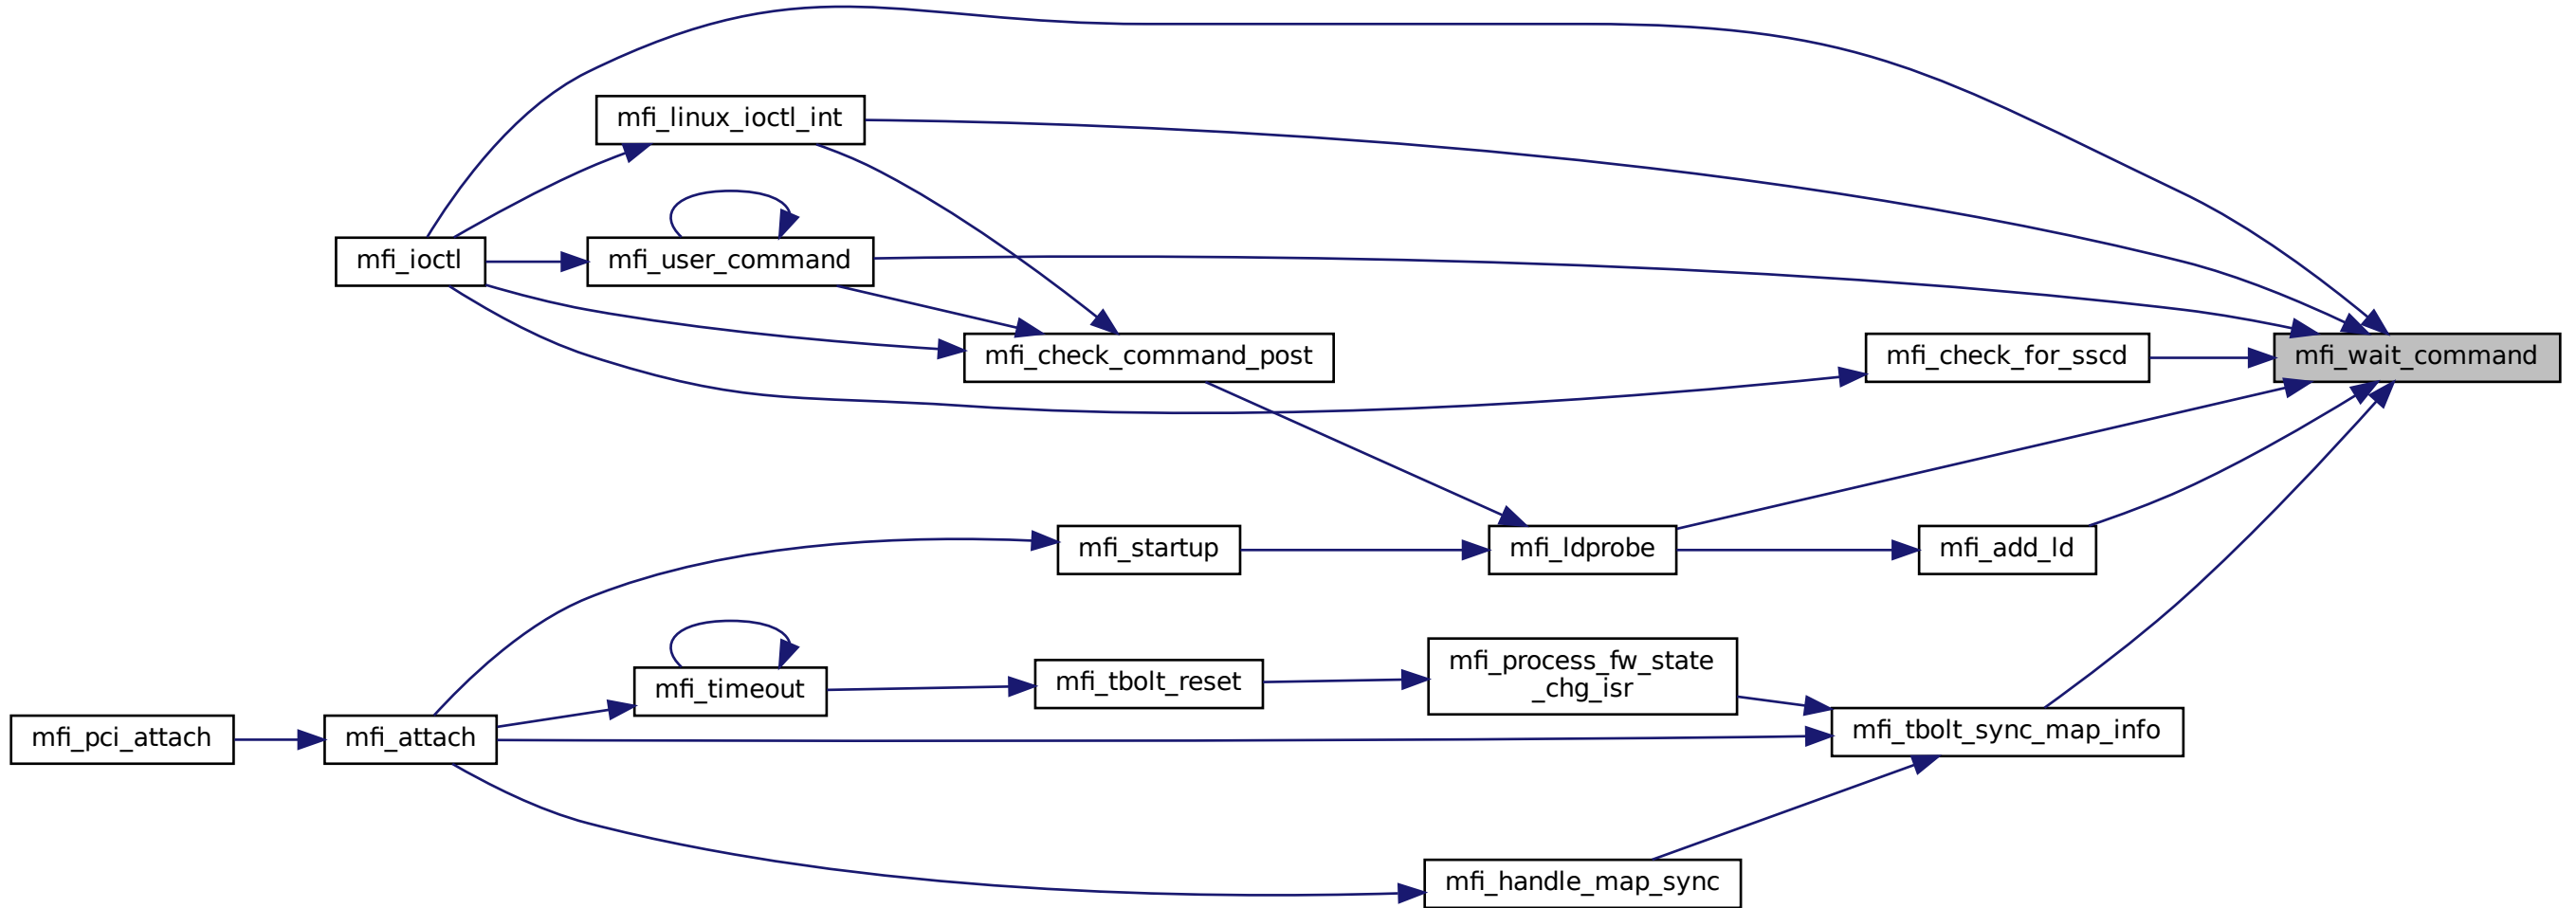 mfi_linux_ioctl_int
mfi_ioctl
mfi_user_command
mfi_check_command_post
mfi_check_for_sscd
mfi_wait_command
mfi_startup
mfi_ldprobe
mfi_add_ld
mfi_process_fw_state
_chg_isr
mfi_timeout
mfi_tbolt_reset
mfi_pci_attach
mfi_attach
mfi_tbolt_sync_map_info
mfi_handle_map_sync